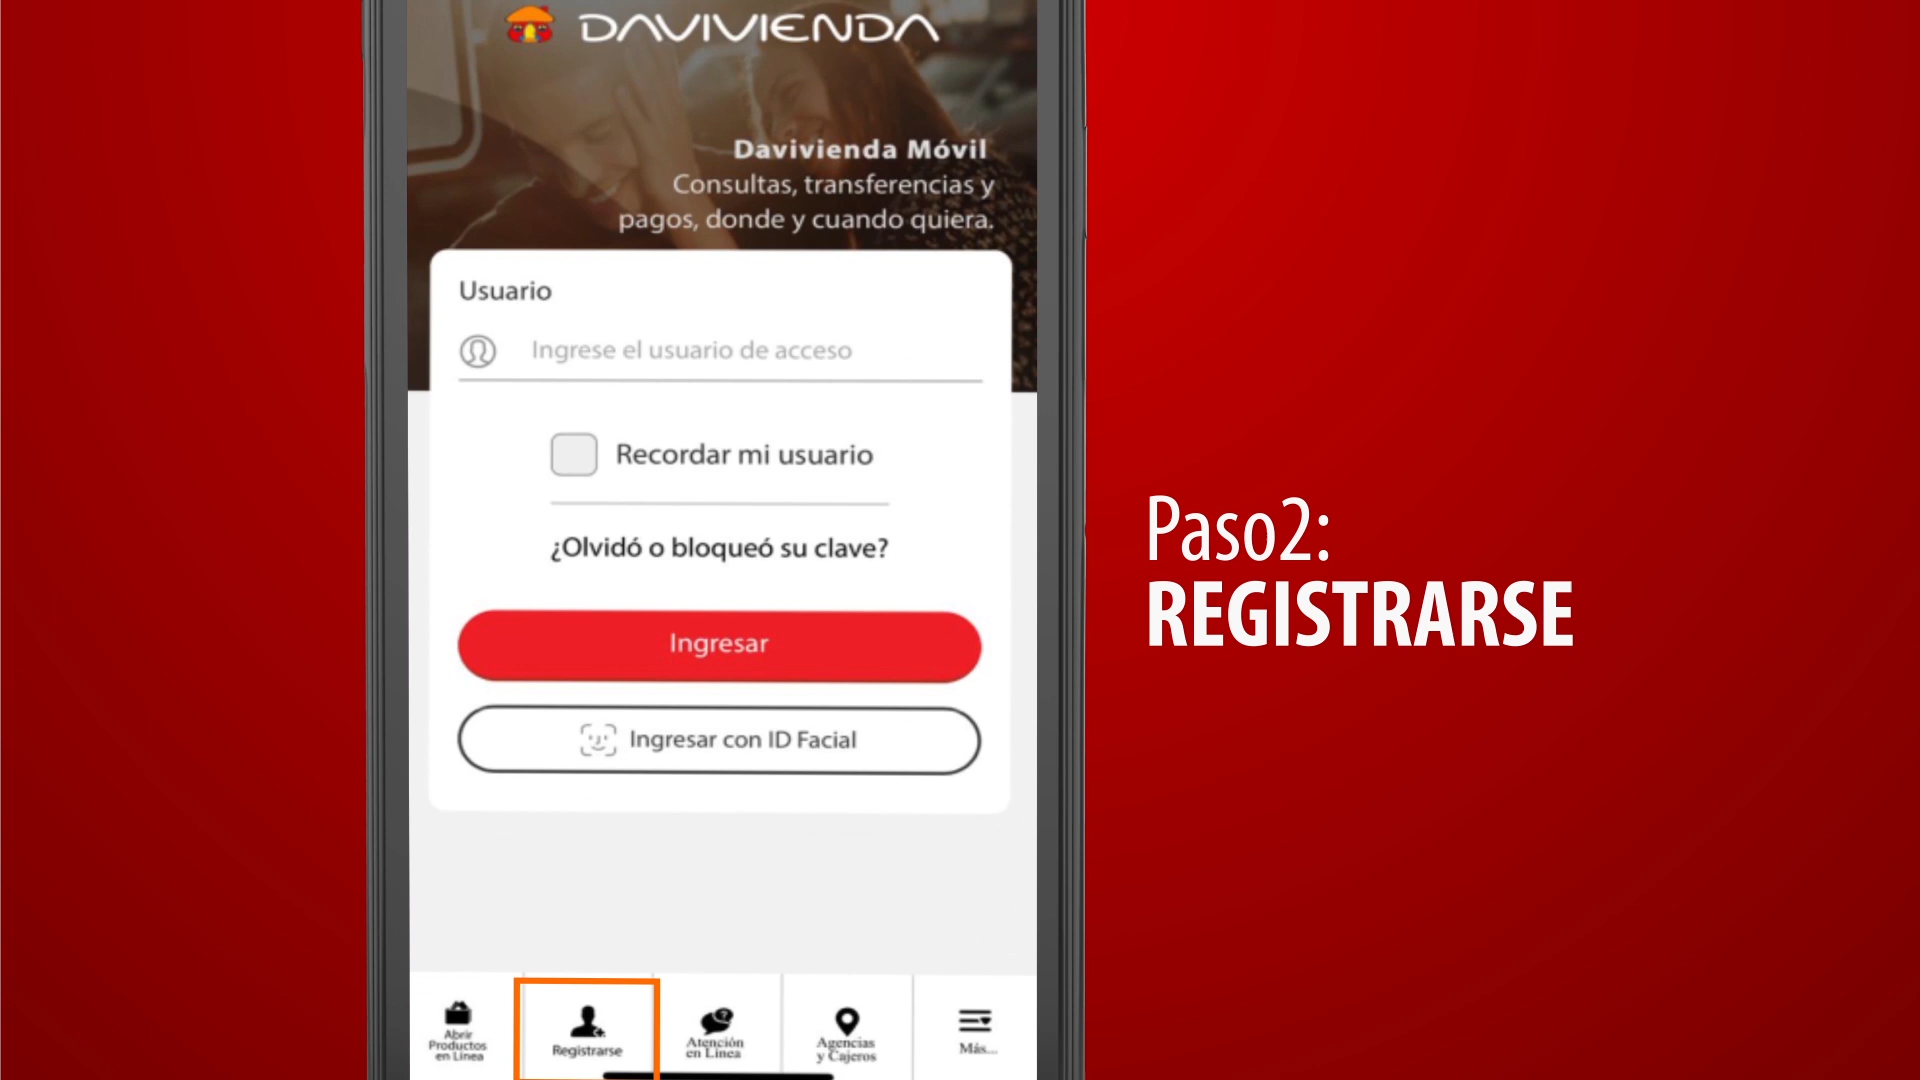 DAVIVIENDA
Davivienda Móvil
Consultas, transferencias y
pagos, donde y cuando quiera.
Usuario
Ingrese el usuario de acceso
Recordar mi usuario
¿Olvidó o bloqueó su clave?
Ingresar
Ingresar con ID Facial
Abrir
Productos
en Línea
Registrarse
Atención
en Línea
Agencias
y Cajeros
Más...
Paso2:
REGISTRARSE